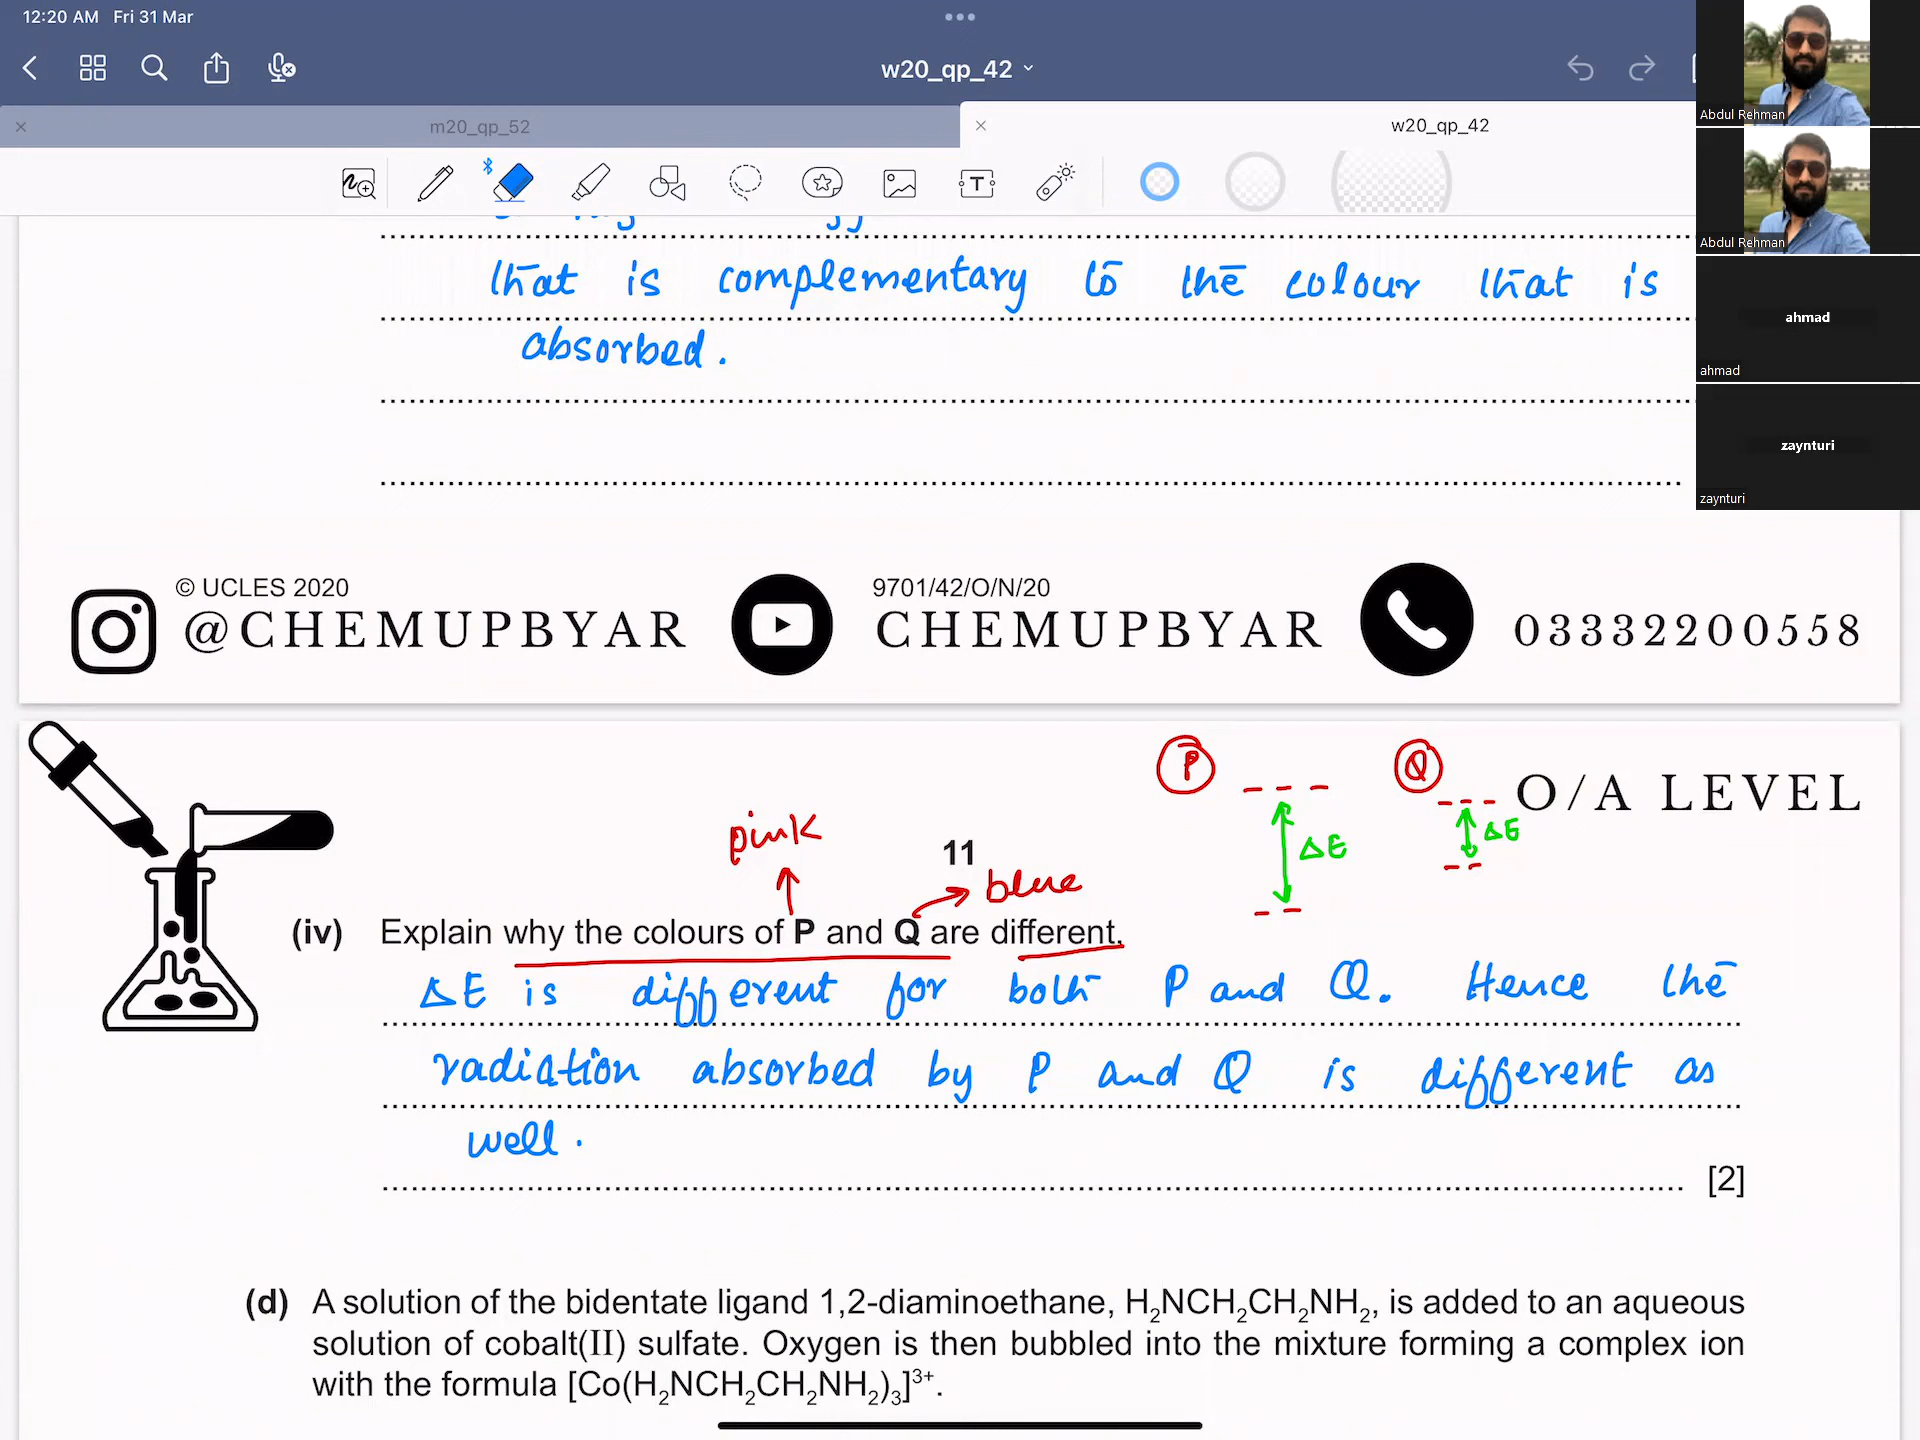 12:20 AM Fri 31 Mar
w20_qp_42
m20_qp_52
w20_qp_42
Abdul Rehman
Abdul Rehman
ahmad
ahmad
zaynturi
zaynturi
that is complementary to the colour that is
absorbed.
© UCLES 2020
9701/42/O/N/20
@CHEMUPBYAR
CHEMUPBYAR
03332200558
P
Q
O/A LEVEL
pink
11
ΔE
ΔE
blue
(iv) Explain why the colours of P and Q are different.
ΔE is different for both P and Q. Hence the
radiation absorbed by P and Q is different as
well.
[2]
(d) A solution of the bidentate ligand 1,2-diaminoethane, H₂NCH₂CH₂NH₂, is added to an aqueous
solution of cobalt(II) sulfate. Oxygen is then bubbled into the mixture forming a complex ion
with the formula [Co(H₂NCH₂CH₂NH₂)₃]³⁺.